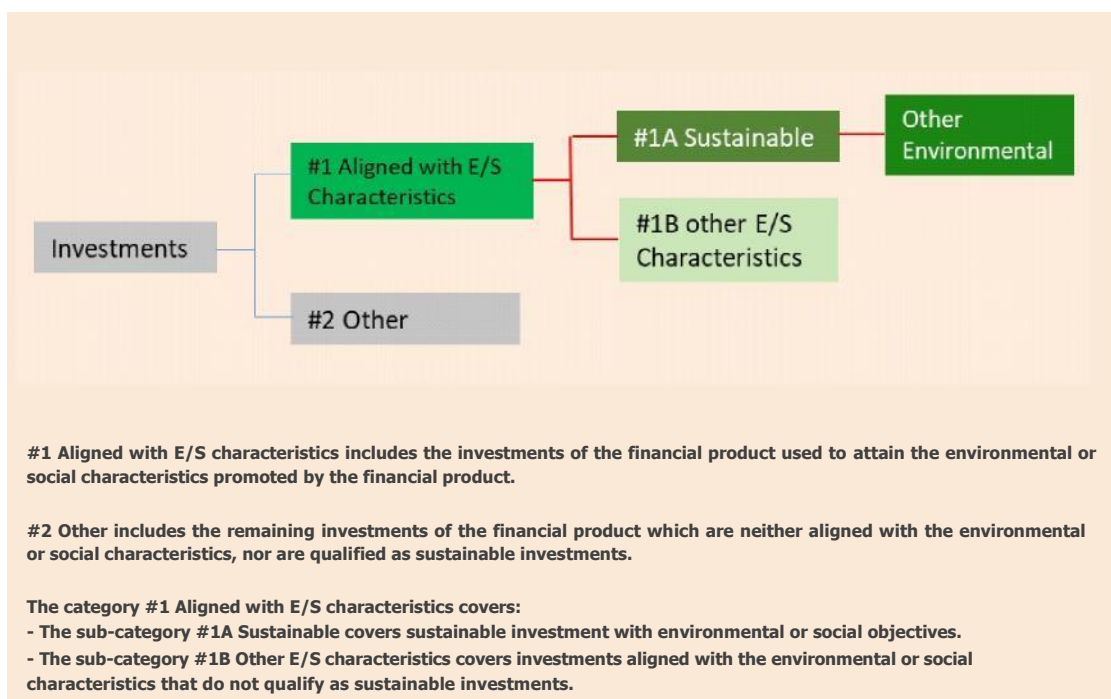 Investments
#1 Aligned with E/S
Characteristics
#2 Other
#1A Sustainable
#1B other E/S
Characteristics
Other
Environmental
#1 Aligned with E/S characteristics includes the investments of the financial product used to attain the environmental or
social characteristics promoted by the financial product.
#2 Other includes the remaining investments of the financial product which are neither aligned with the environmental
or social characteristics, nor are qualified as sustainable investments.
The category #1 Aligned with E/S characteristics covers:
- The sub-category #1A Sustainable covers sustainable investment with environmental or social objectives.
- The sub-category #1B Other E/S characteristics covers investments aligned with the environmental or social
characteristics that do not qualify as sustainable investments.